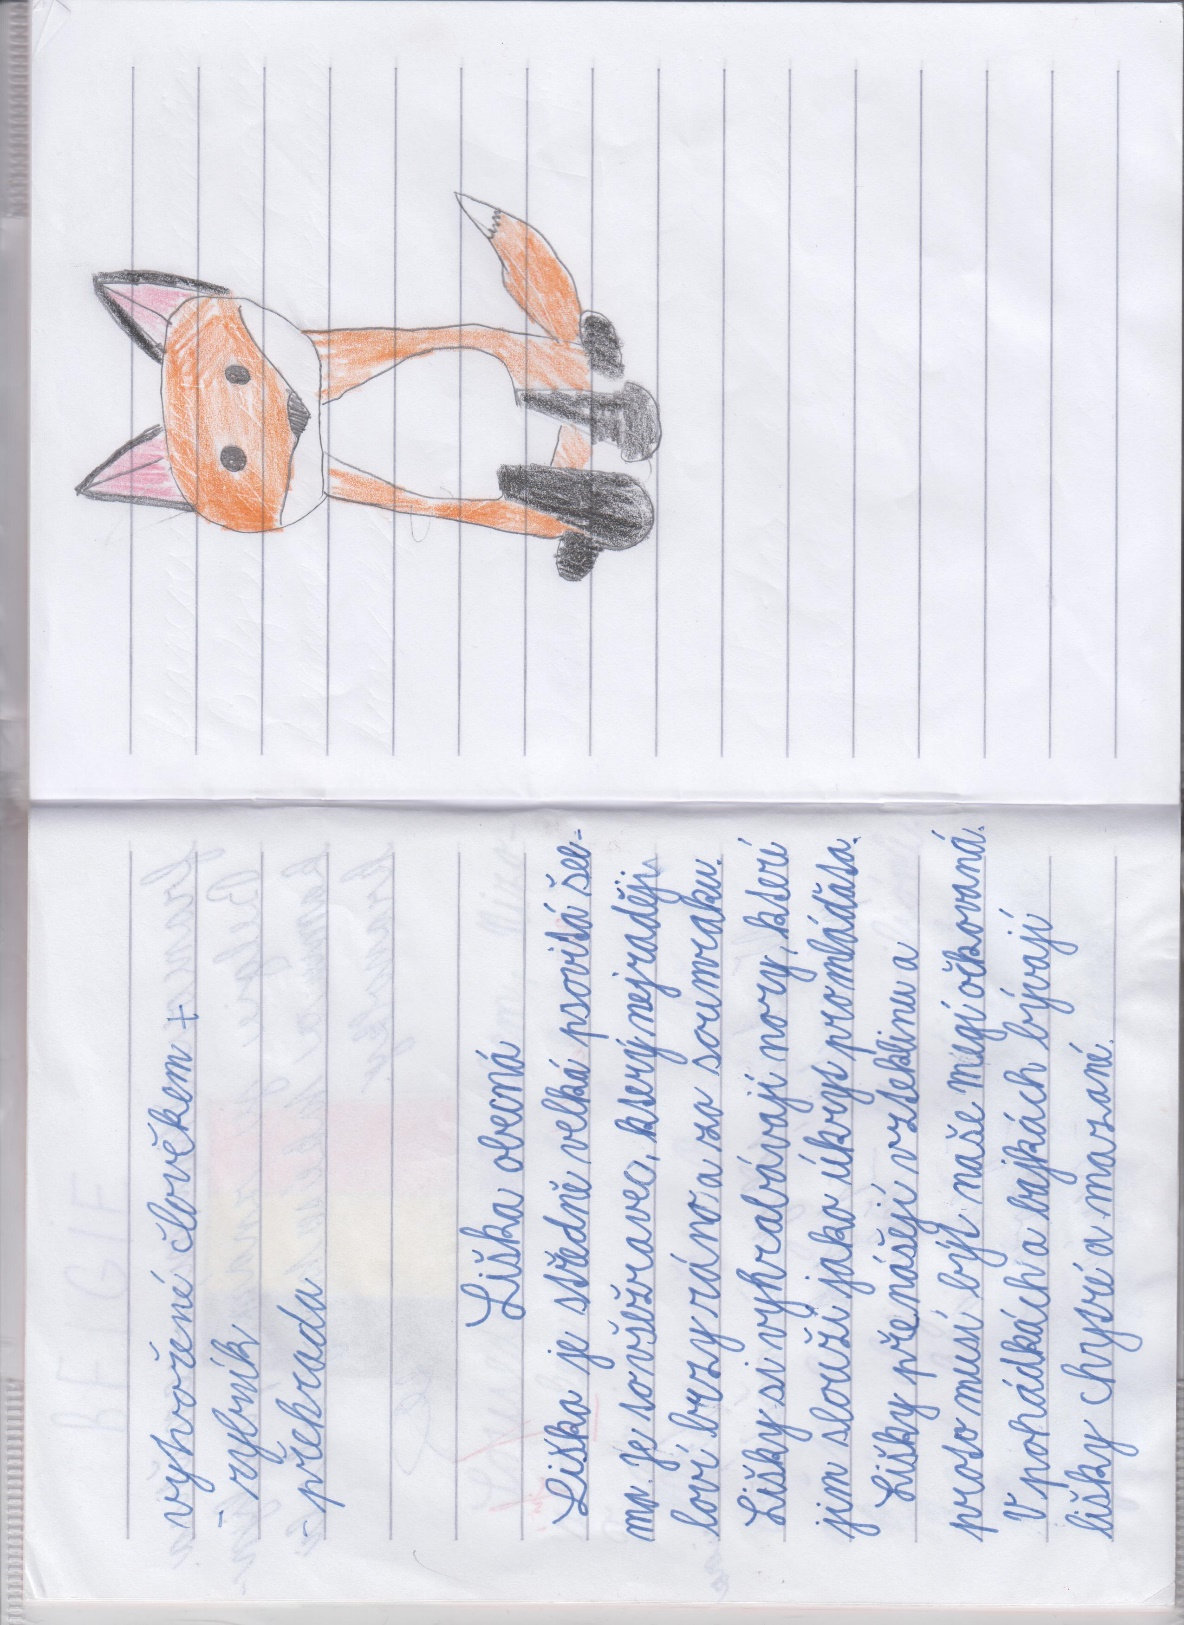 vytvořené člověkem +
- rybník
- přehrada
Liška obecná
Liška je středně velká psovitá šel-
ma. Je to všežravec, který nejraději
loví brzy ráno a za soumraku.
Lišky si vyhrabávají nory, které
jim slouží jako úkryt pro mláďata.
Lišky přenášejí vzteklinu a
proto musí být naše Megi očkovaná.
V pohádkách a bajkách bývají
lišky chytré a mazané.